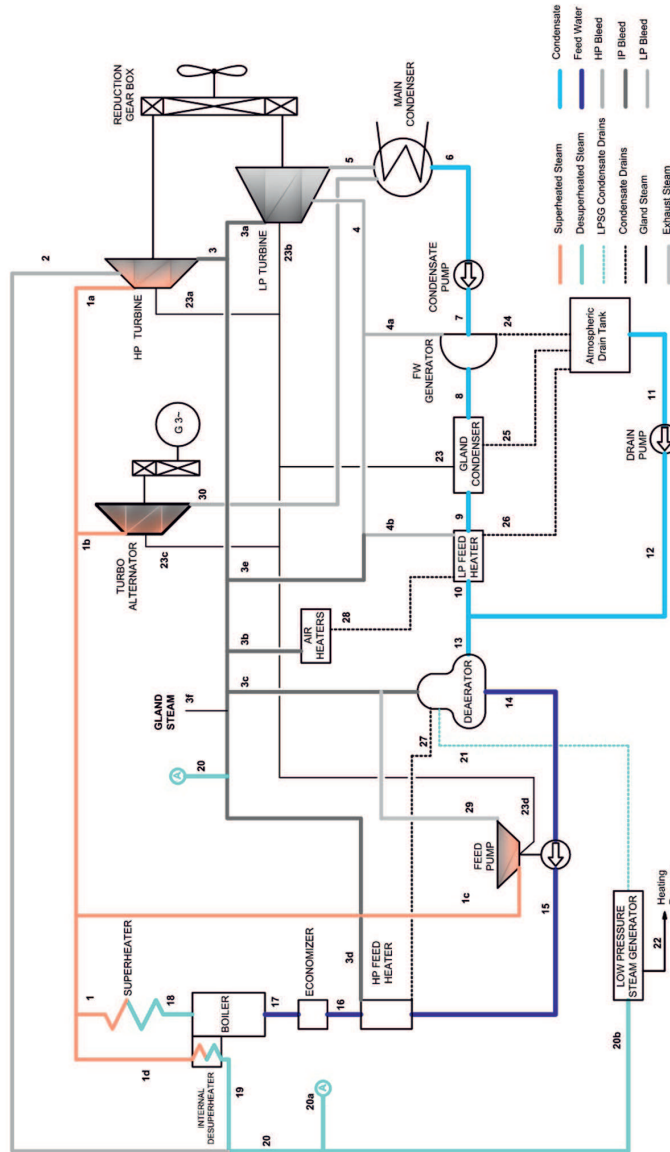 1d
1
2
SUPERHEATER
1b
1a
REDUCTION
GEAR BOX
TURBO
ALTERNATOR
HP TURBINE
G 3~
18
INTERNAL
DESUPERHEATER
BOILER
23c
23a
19
30
3
17
20
GLAND
STEAM
3f
3e
3a
ECONOMIZER
3b
3c
20
A
16
LP TURBINE
23b
AIR
HEATERS
20a
A
3d
HP FEED
HEATER
28
4
5
MAIN
CONDENSER
27
4b
4a
23
29
1c
FEED
PUMP
21
DEAERATOR
13
10
LP FEED
HEATER
9
GLAND
CONDENSER
8
FW
GENERATOR
7
CONDENSATE
PUMP
6
23d
14
26
25
24
15
20b
LOW PRESSURE
STEAM GENERATOR
22
Heating
Atmospheric
Drain Tank
12
DRAIN
PUMP
11
Superheated Steam
Desuperheated Steam
LPSG Condensate Drains
Condensate Drains
Gland Steam
Exhaust Steam
Condensate
Feed Water
HP Bleed
IP Bleed
LP Bleed